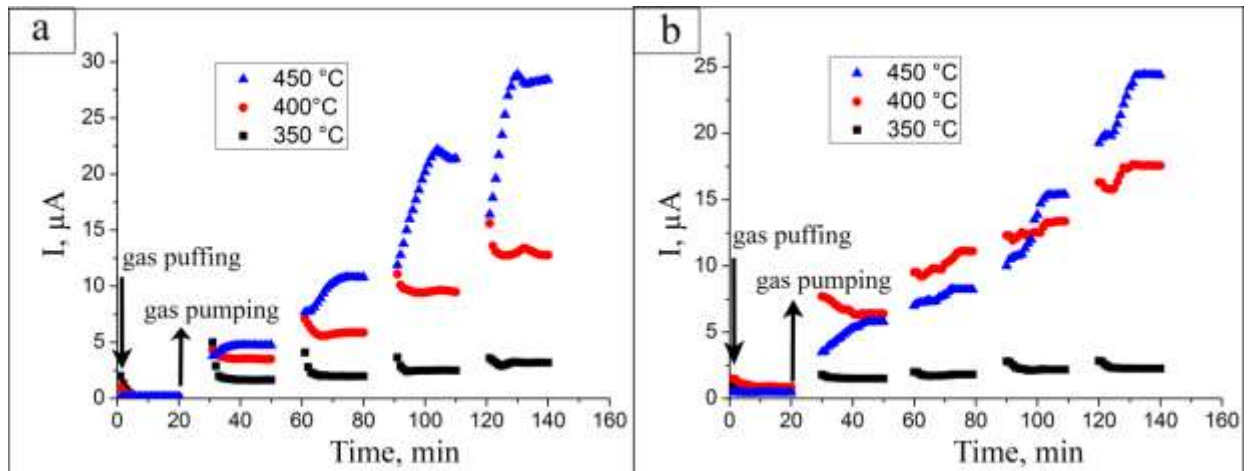 a
450 °C
400°C
350 °C
gas puffing
gas pumping
I, μA
30
25
20
15
10
5
0
0 20 40 60 80 100 120 140
Time, min
b
450 °C
400 °C
350 °C
gas puffing
gas pumping
I, μA
25
20
15
10
5
0
0 20 40 60 80 100 120 140
Time, min